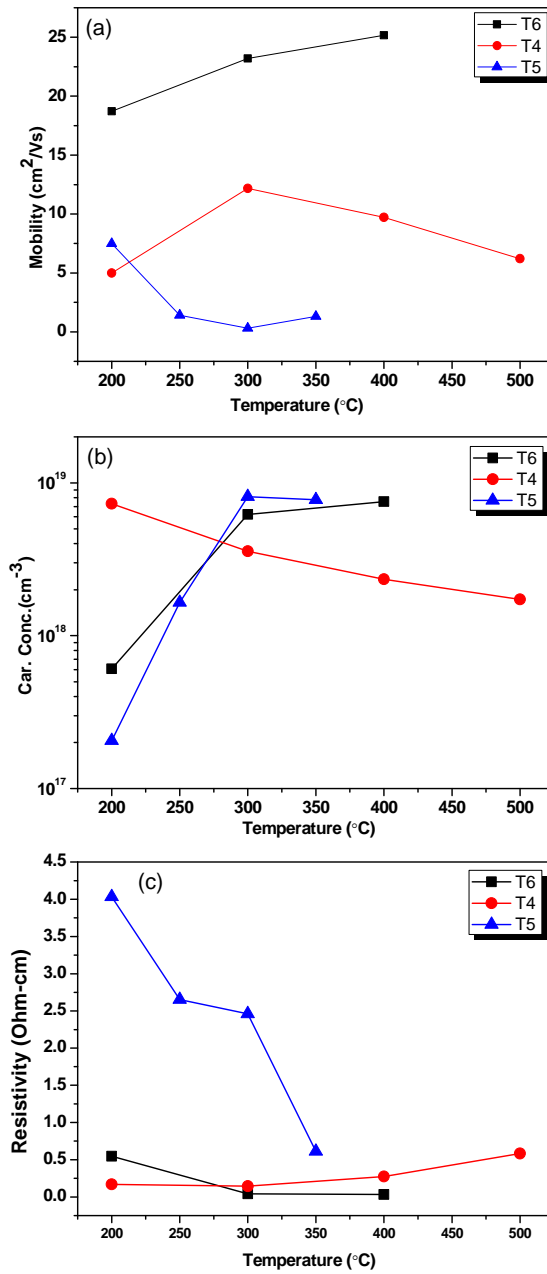 (a)
T6
T4
T5
25
20
15
10
5
0
Mobility (cm²/Vs)
200 250 300 350 400 450 500
Temperature (°C)
(b)
T6
T4
T5
10¹⁹
10¹⁸
10¹⁷
Car. Conc.(cm⁻³)
200 250 300 350 400 450 500
Temperature (°C)
(c)
T6
T4
T5
4.5
4.0
3.5
3.0
2.5
2.0
1.5
1.0
0.5
0.0
Resistivity (Ohm-cm)
200 250 300 350 400 450 500
Temperature (°C)